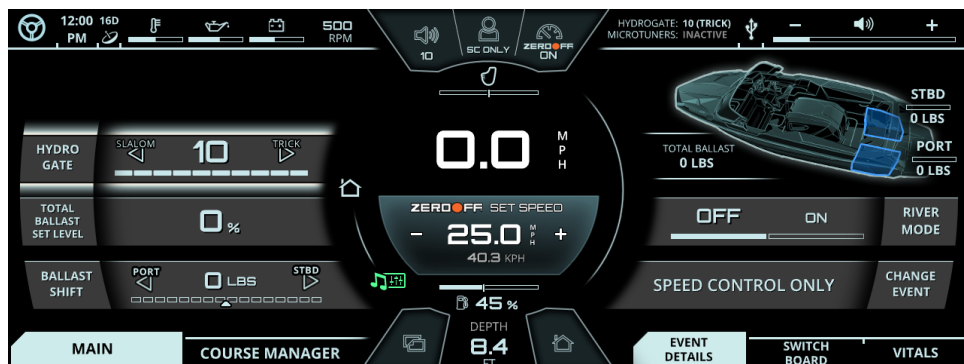 12:00
PM
16D
500
RPM
10
SC ONLY
ZEROOFF
ON
HYDROGATE: 10 (TRICK)
MICROTUNERS: INACTIVE
-
+
STBD
0 LBS
PORT
0 LBS
TOTAL BALLAST
0 LBS
HYDRO
GATE
SLALOM
10
TRICK
0.0
MPH
TOTAL
BALLAST
SET LEVEL
0 %
ZEROOFF SET SPEED
- 25.0 MPH +
40.3 KPH
OFF
ON
RIVER
MODE
BALLAST
SHIFT
PORT
0 LBS
STBD
SPEED CONTROL ONLY
CHANGE
EVENT
45 %
DEPTH
8.4
FT
MAIN
COURSE MANAGER
EVENT
DETAILS
SWITCH
BOARD
VITALS